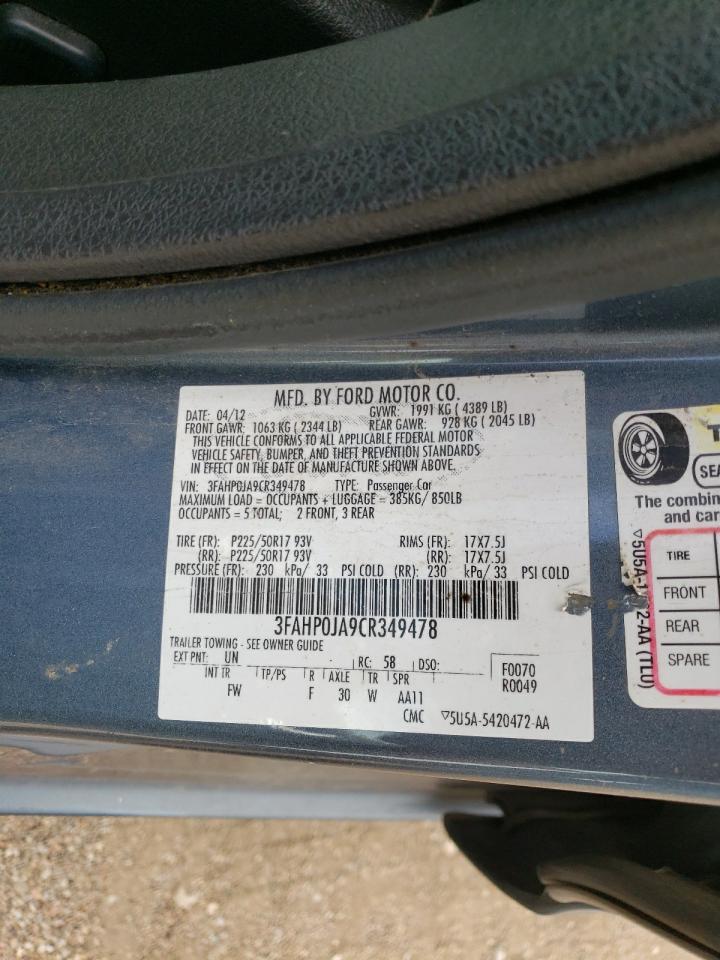 MFD. BY FORD MOTOR CO.
DATE: 04/12 GVWR: 1991 KG ( 4389 LB)
FRONT GAWR: 1063 KG ( 2344 LB) REAR GAWR: 928 KG ( 2045 LB)
THIS VEHICLE CONFORMS TO ALL APPLICABLE FEDERAL MOTOR
VEHICLE SAFETY, BUMPER, AND THEFT PREVENTION STANDARDS
IN EFFECT ON THE DATE OF MANUFACTURE SHOWN ABOVE.
VIN: 3FAHP0JA9CR349478 TYPE: Passenger Car
MAXIMUM LOAD = OCCUPANTS + LUGGAGE = 385KG/ 850LB
OCCUPANTS = 5 TOTAL: 2 FRONT, 3 REAR
TIRE (FR): P225/50R17 93V RIMS (FR): 17X7.5J
(RR): P225/50R17 93V (RR): 17X7.5J
PRESSURE (FR): 230 kPa/ 33 PSI COLD (RR): 230 kPa/ 33 PSI COLD
3FAHP0JA9CR349478
TRAILER TOWING - SEE OWNER GUIDE
EXT PNT: UN RC: 58 DSO: F0070
INT TR TP/PS R AXLE TR SPR R0049
FW F 30 W AA11
CMC ▽5U5A-5420472-AA
The combin
and car
TIRE
FRONT
REAR
SPARE